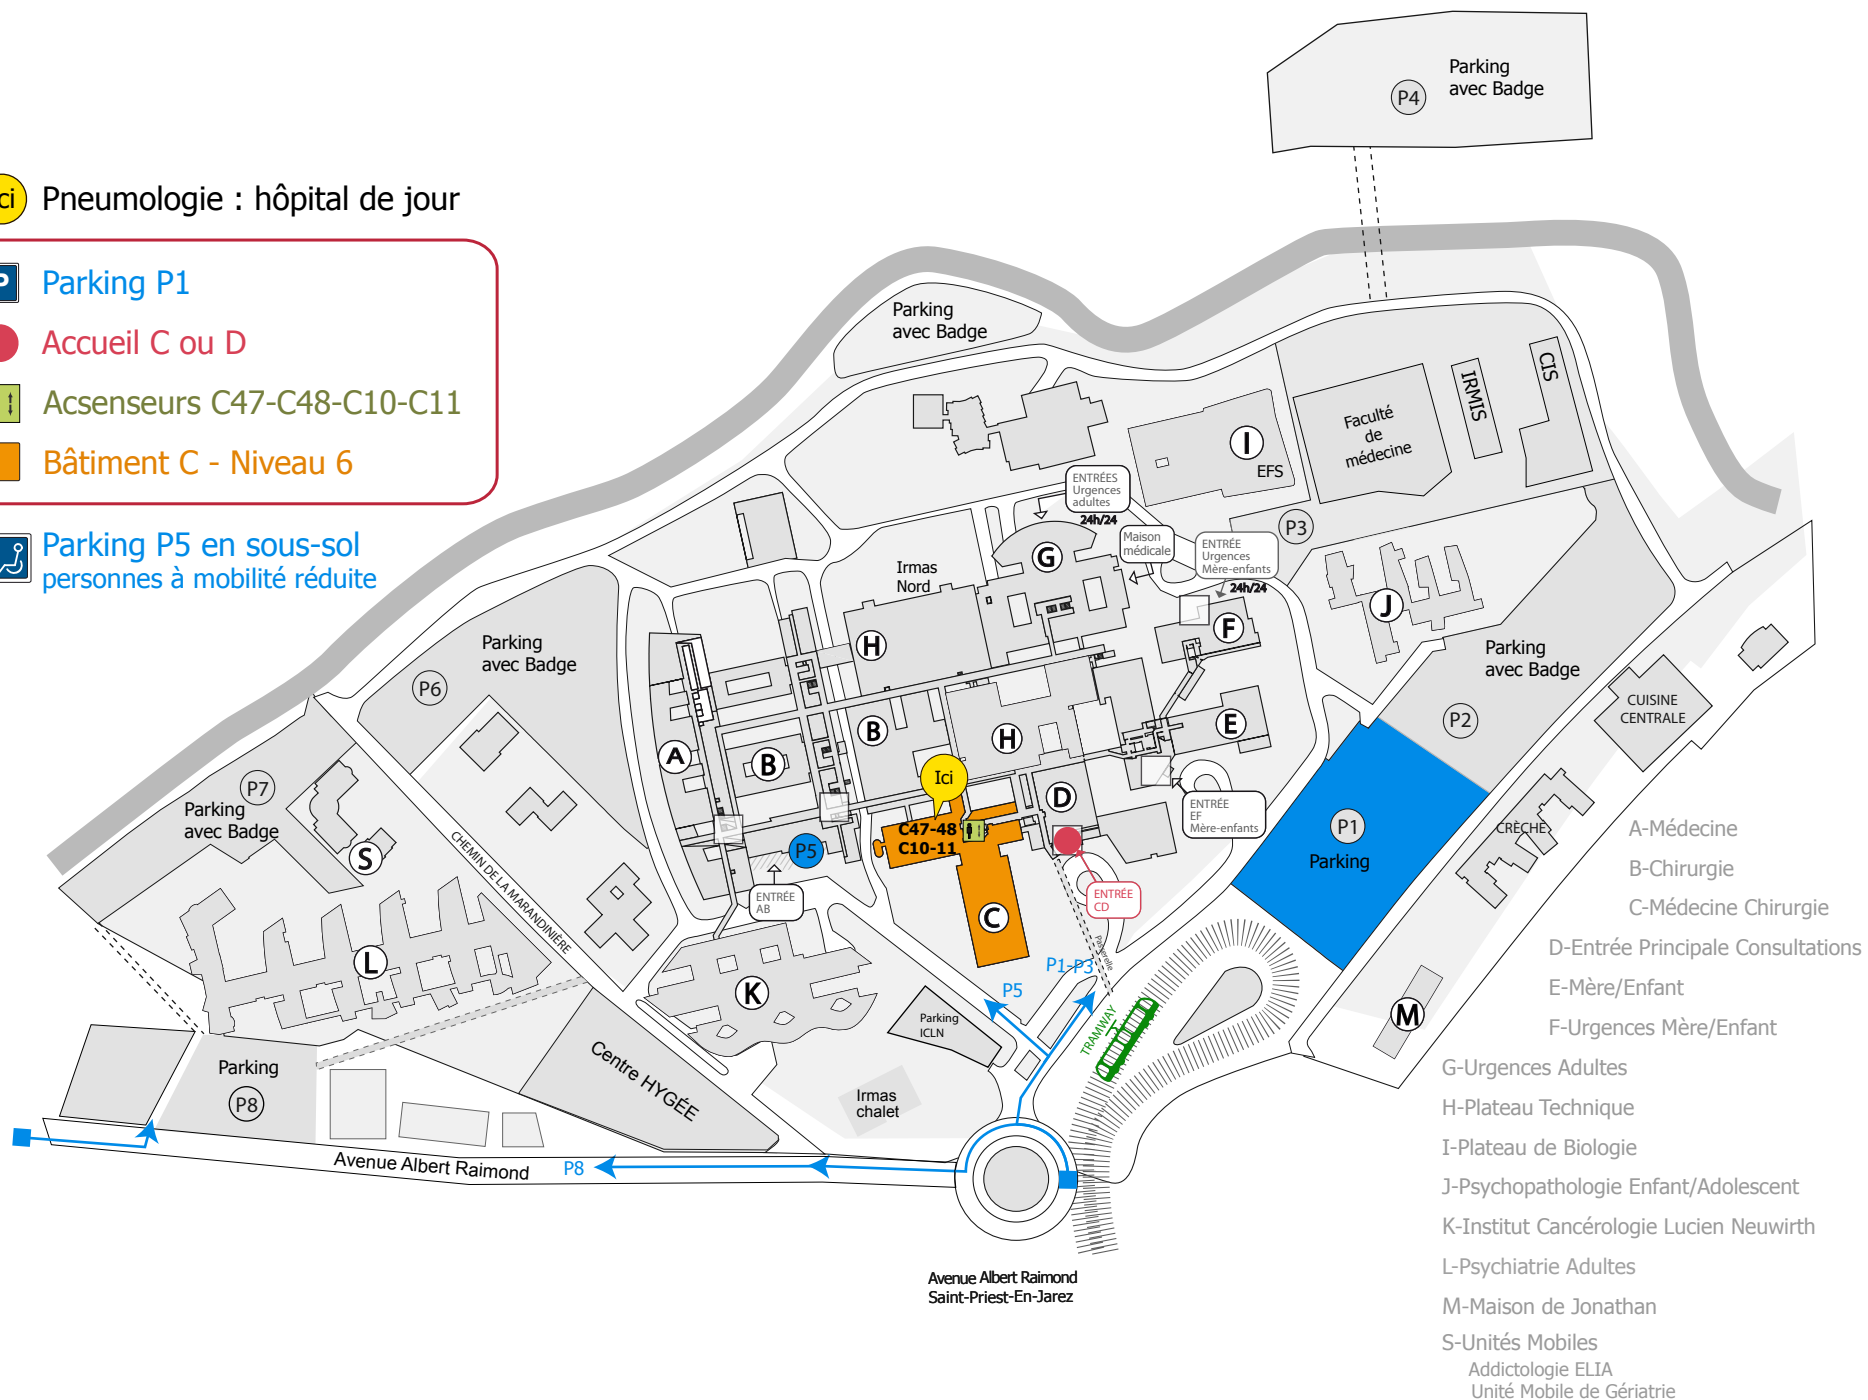 Ici
Pneumologie : hôpital de jour
P
Parking P1
Accueil C ou D
Acsenseurs C47-C48-C10-C11
Bâtiment C - Niveau 6
Parking P5 en sous-sol
personnes à mobilité réduite
P4
Parking
avec Badge
Parking
avec Badge
CIS
IRMIS
Faculté
de
médecine
I
EFS
ENTRÉES
Urgences
adultes
24h/24
P3
Maison
médicale
ENTRÉE
Urgences
Mère-enfants
24h/24
G
Irmas
Nord
J
F
H
Parking
avec Badge
P6
Parking
avec Badge
P2
CUISINE
CENTRALE
A
B
B
H
E
Ici
P7
Parking
avec Badge
D
ENTRÉE
EF
Mère-enfants
P1
Parking
CRÈCHE
C47-48
C10-11
P5
S
CHEMIN DE LA MARANDINIÈRE
ENTRÉE
AB
ENTRÉE
CD
C
L
K
Passerelle
P1-P3
P5
Parking
ICLN
TRAMWAY
M
Parking
P8
Centre HYGÉE
Irmas
chalet
Avenue Albert Raimond
P8
Avenue Albert Raimond
Saint-Priest-En-Jarez
A-Médecine
B-Chirurgie
C-Médecine Chirurgie
D-Entrée Principale Consultations
E-Mère/Enfant
F-Urgences Mère/Enfant
G-Urgences Adultes
H-Plateau Technique
I-Plateau de Biologie
J-Psychopathologie Enfant/Adolescent
K-Institut Cancérologie Lucien Neuwirth
L-Psychiatrie Adultes
M-Maison de Jonathan
S-Unités Mobiles
Addictologie ELIA
Unité Mobile de Gériatrie